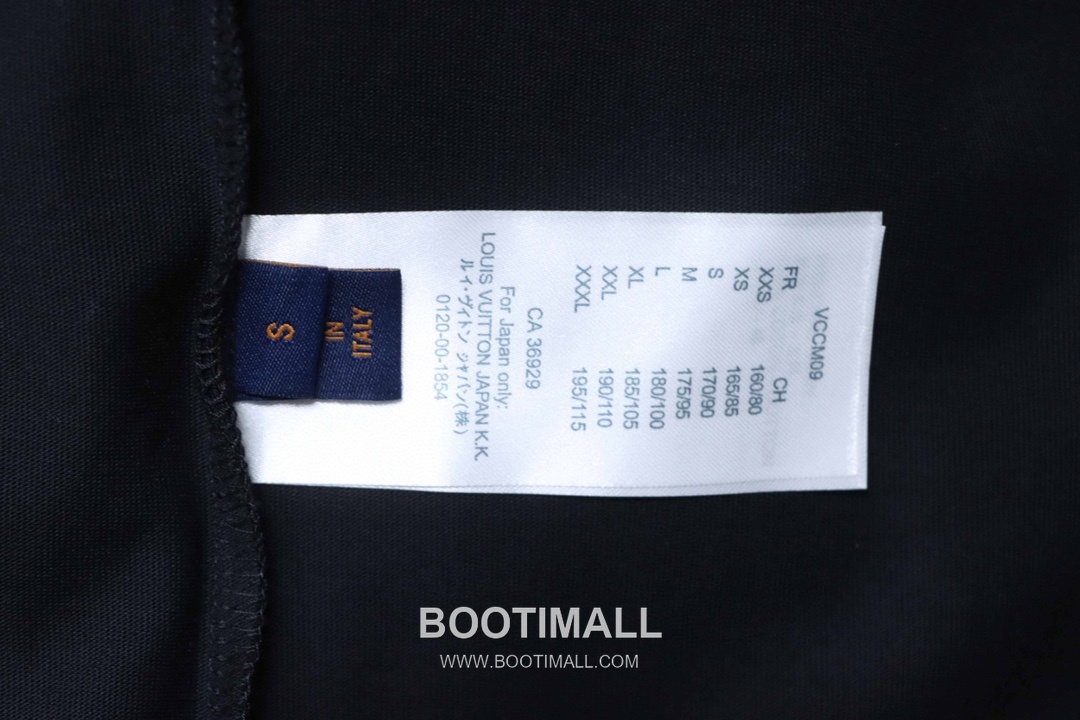 VCCM09
FR CH
XXS 160/80
XS 165/85
S 170/90
M 175/95
L 180/100
XL 185/105
XXL 190/110
XXXL 195/115
CA 36929
For Japan only:
LOUIS VUITTON JAPAN K.K.
ルイ・ヴィトン ジャパン(株)
0120-00-1854
S
IN
ITALY
BOOTIMALL
WWW.BOOTIMALL.COM